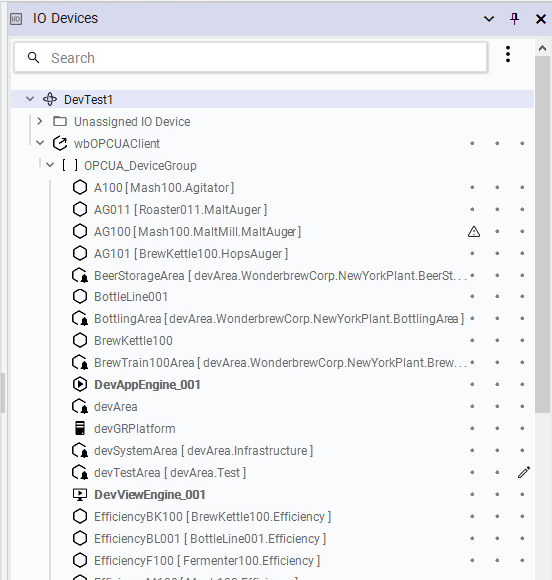 IO Devices
Search
DevTest1
Unassigned IO Device
wbOPCUAClient
[ ] OPCUA_DeviceGroup
A100 [ Mash100.Agitator ]
AG011 [ Roaster011.MaltAuger ]
AG100 [ Mash100.MaltMill.MaltAuger ]
AG101 [ BrewKettle100.HopsAuger ]
BeerStorageArea [ devArea.WonderbrewCorp.NewYorkPlant.BeerSt...
BottleLine001
BottlingArea [ devArea.WonderbrewCorp.NewYorkPlant.BottlingArea ]
BrewKettle100
BrewTrain100Area [ devArea.WonderbrewCorp.NewYorkPlant.Brew...
DevAppEngine_001
devArea
devGRPlatform
devSystemArea [ devArea.Infrastructure ]
devTestArea [ devArea.Test ]
DevViewEngine_001
EfficiencyBK100 [ BrewKettle100.Efficiency ]
EfficiencyBL001 [ BottleLine001.Efficiency ]
EfficiencyF100 [ Fermenter100.Efficiency ]